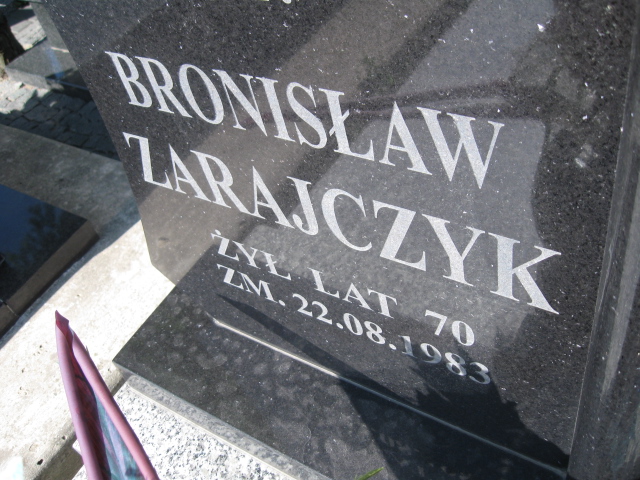 BRONISŁAW
ZARAJCZYK
ŻYŁ LAT 70
ZM. 22.08.1983